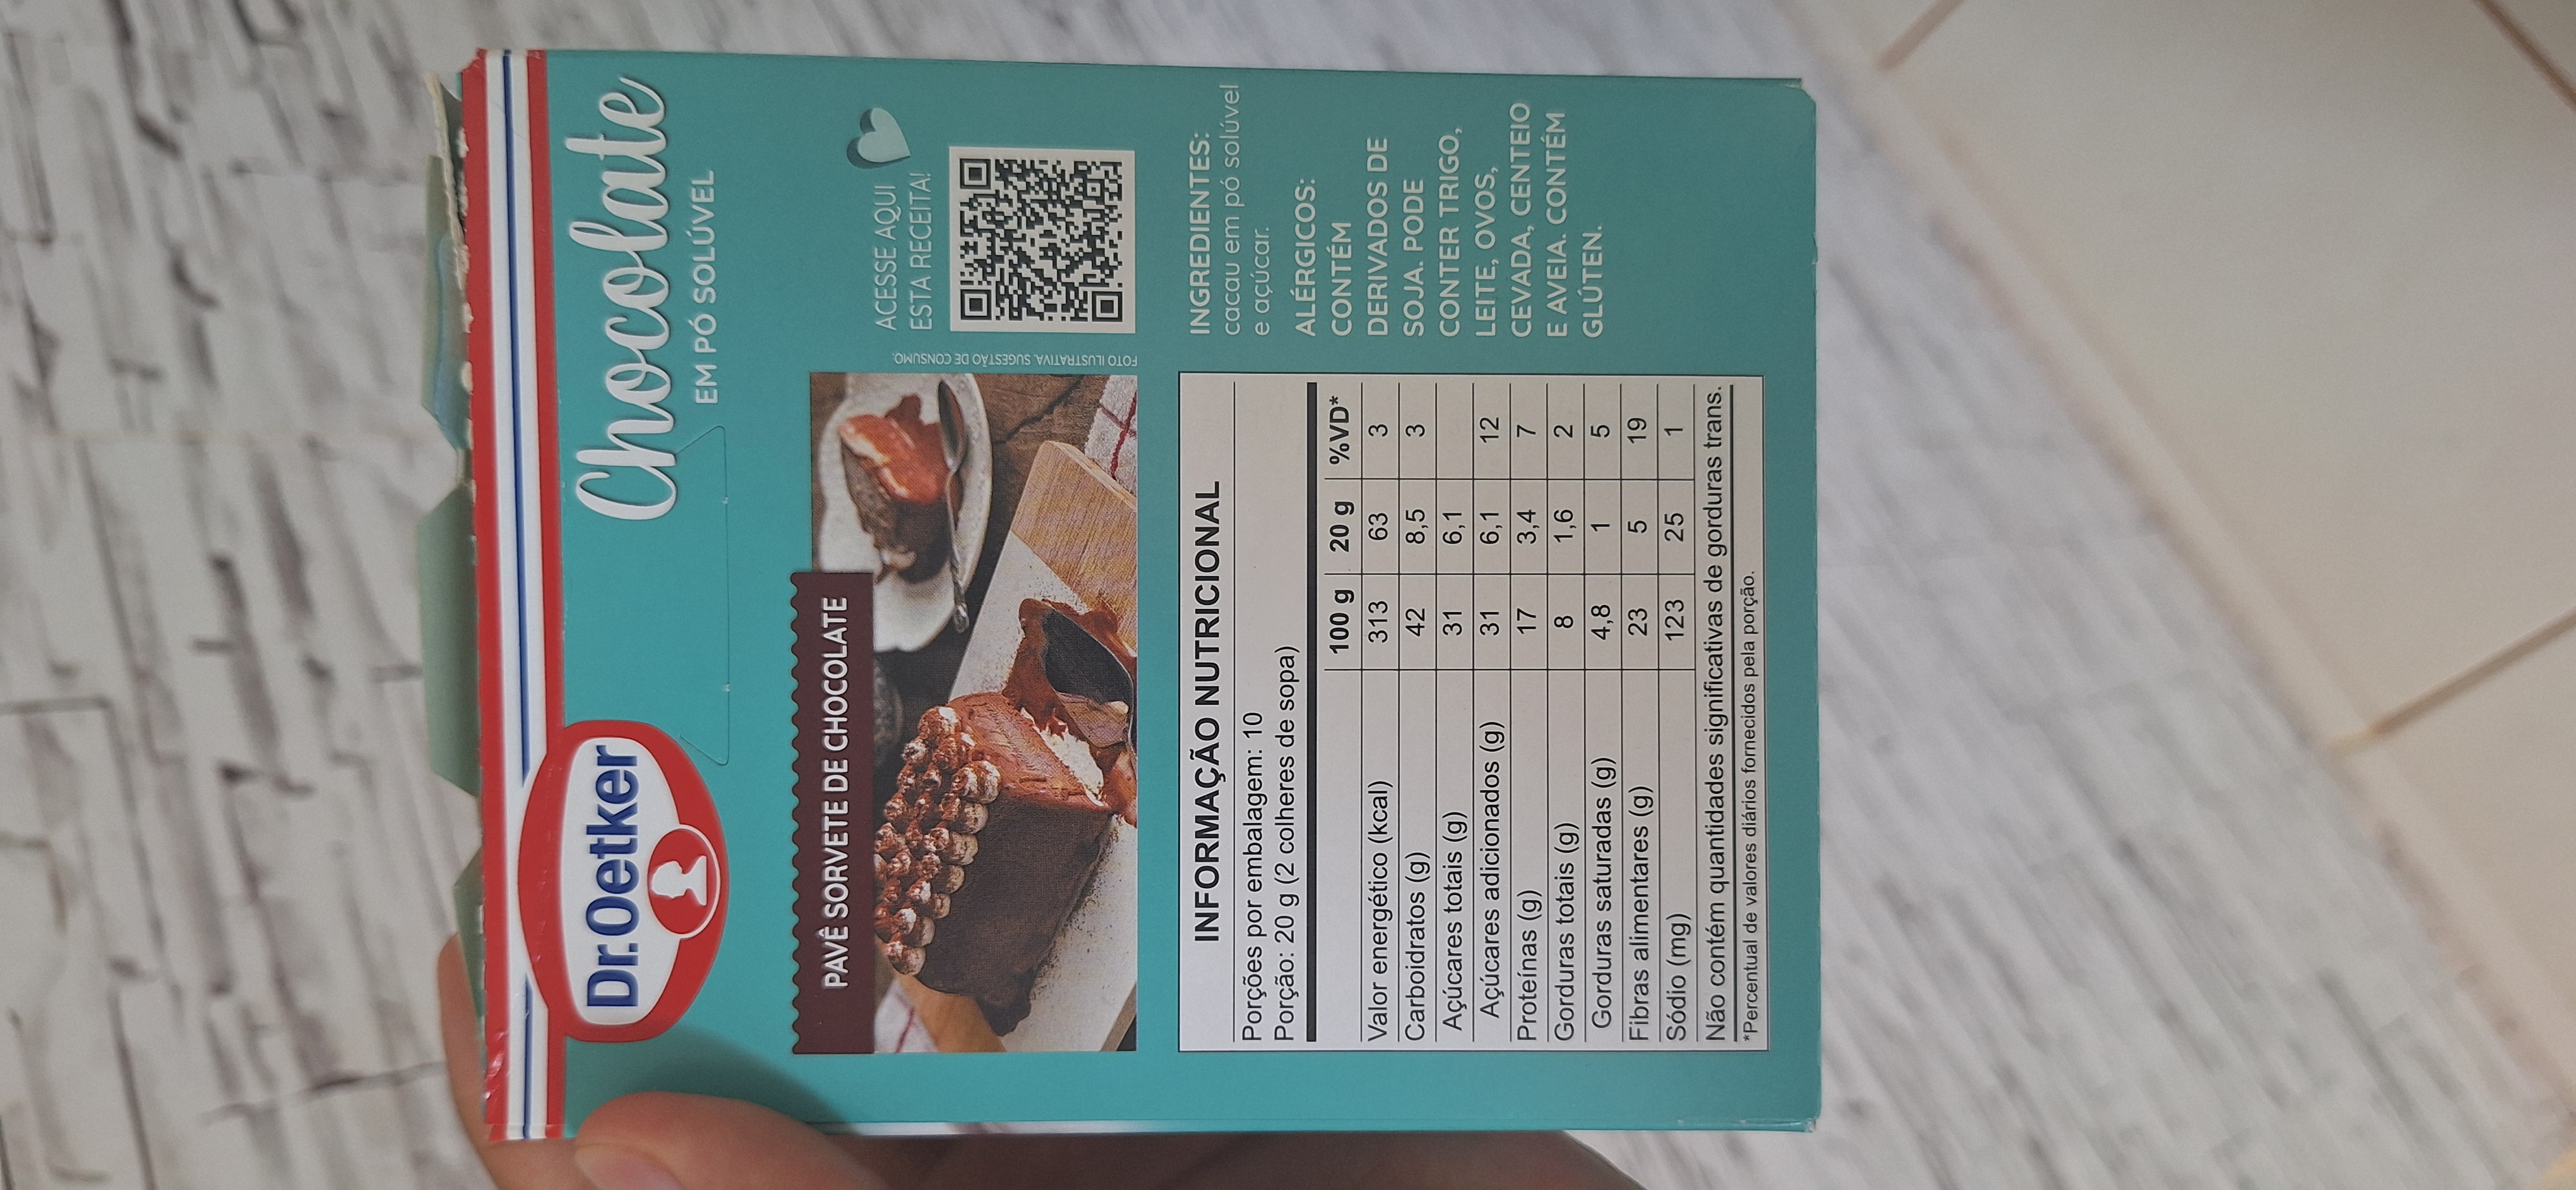 Dr. Oetker
Chocolate
EM PÓ SOLÚVEL
PAVÊ SORVETE DE CHOCOLATE
FOTO ILUSTRATIVA. SUGESTÃO DE CONSUMO.
ACESSE AQUI
ESTA RECEITA!
INFORMAÇÃO NUTRICIONAL
Porções por embalagem: 10
Porção: 20 g (2 colheres de sopa)
100 g 20 g %VD*
Valor energético (kcal) 313 63 3
Carboidratos (g) 42 8,5 3
Açúcares totais (g) 31 6,1
Açúcares adicionados (g) 31 6,1 12
Proteínas (g) 17 3,4 7
Gorduras totais (g) 8 1,6 2
Gorduras saturadas (g) 4,8 1 5
Fibras alimentares (g) 23 5 19
Sódio (mg) 123 25 1
Não contém quantidades significativas de gorduras trans.
*Percentual de valores diários fornecidos pela porção.
INGREDIENTES:
cacau em pó solúvel
e açúcar.
ALÉRGICOS:
CONTÉM
DERIVADOS DE
SOJA. PODE
CONTER TRIGO,
LEITE, OVOS,
CEVADA, CENTEIO
E AVEIA. CONTÉM
GLÚTEN.